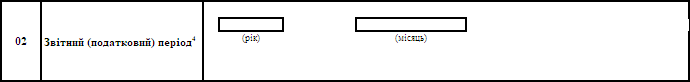 02
Звітний (податковий) період4
(рік)
(місяць)